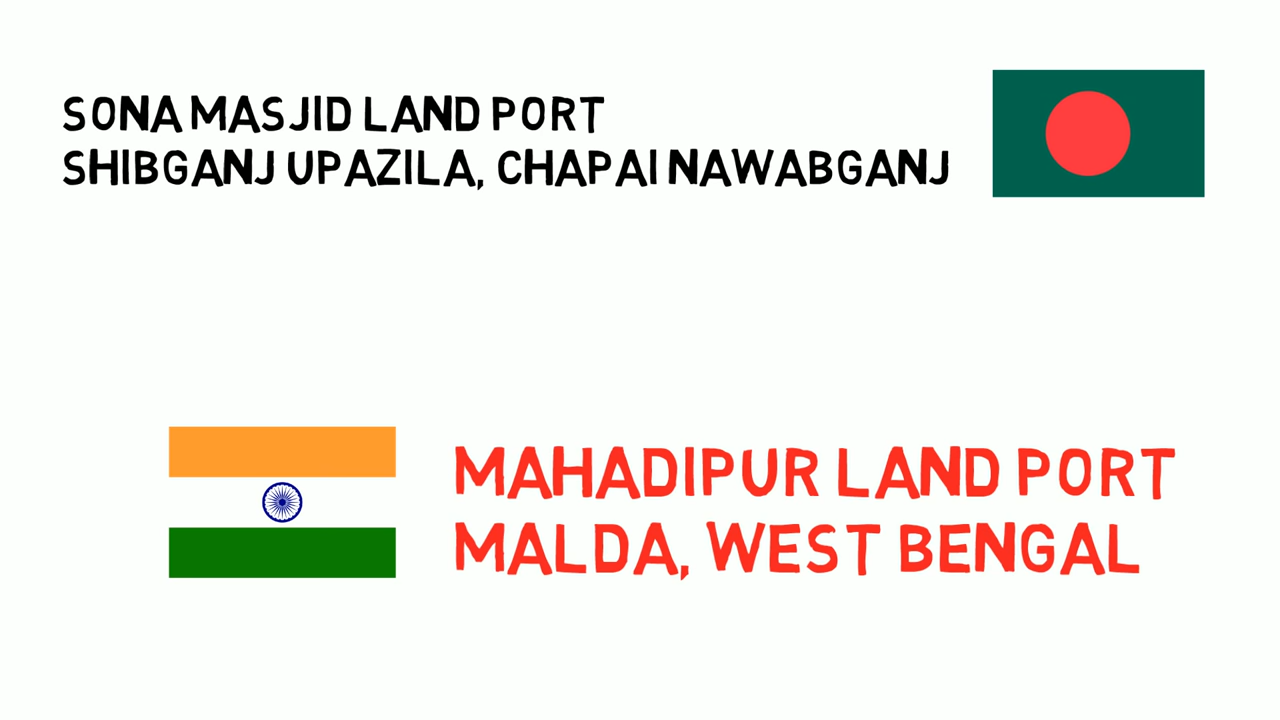 SONA MASJID LAND PORT
SHIBGANJ UPAZILA, CHAPAI NAWABGANJ
MAHADIPUR LAND PORT
MALDA, WEST BENGAL